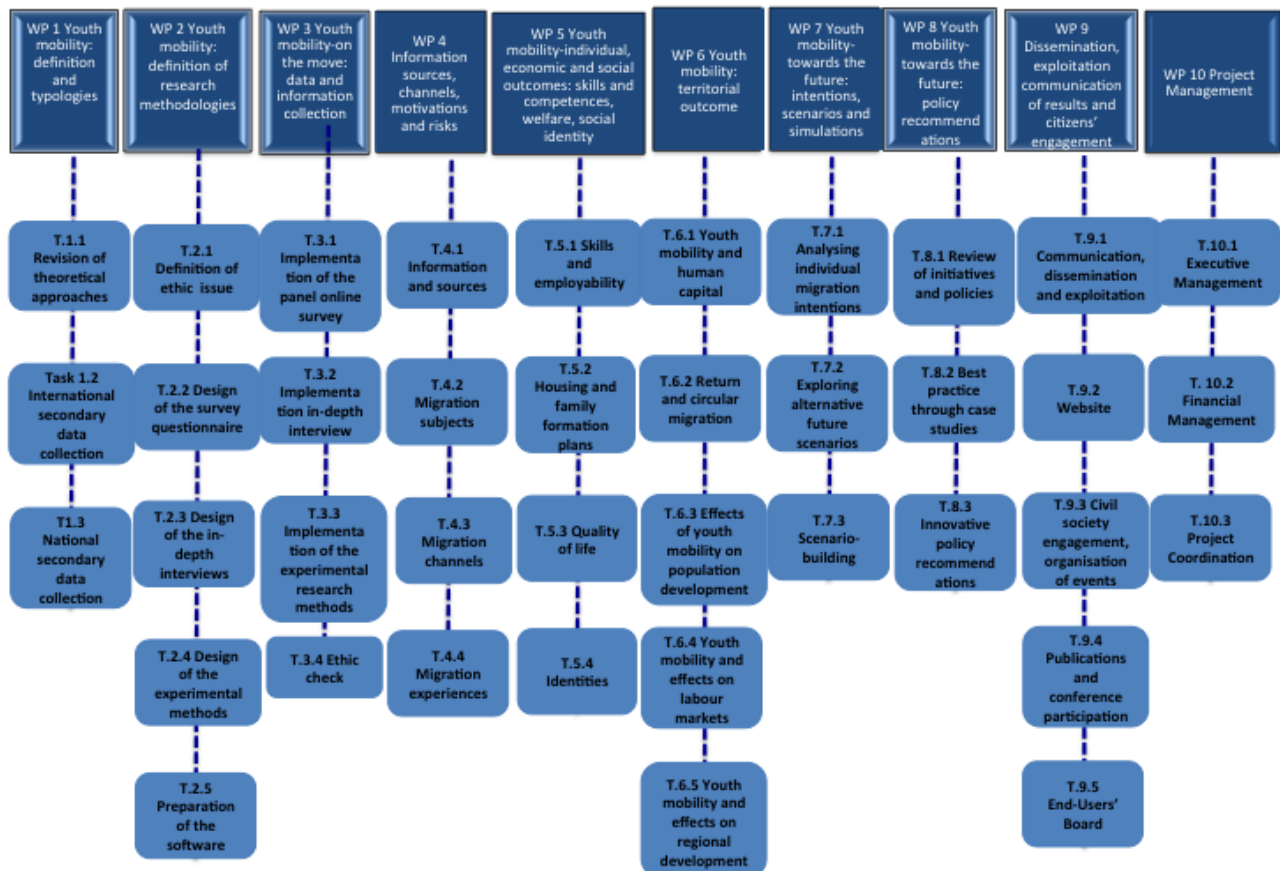 WP 1 Youth
mobility:
definition
and
typologies
WP 2 Youth
mobility:
definition of
research
methodologies
WP 3 Youth
mobility-on
the move:
data and
information
collection
WP 4
Information
sources,
channels,
motivations
and risks
WP 5 Youth
mobility-individual,
economic and social
outcomes: skills and
competences,
welfare, social
identity
WP 6 Youth
mobility:
territorial
outcome
WP 7 Youth
mobility-
towards the
future:
intentions,
scenarios and
simulations
WP 8 Youth
mobility-
towards the
future:
policy
recommend
ations
WP 9
Dissemination,
exploitation
communication
of results and
citizens’
engagement
WP 10 Project
Management
T.1.1
Revision of
theoretical
approaches
Task 1.2
International
secondary
data
collection
T1.3
National
secondary
data
collection
T.2.1
Definition of
ethic issue
T.2.2 Design
of the survey
questionnaire
T.2.3 Design
of the in-
depth
interviews
T.2.4 Design
of the
experimental
methods
T.2.5
Preparation
of the
software
T.3.1
Implementa
tion of the
panel online
survey
T.3.2
Implementa
tion in-depth
interview
T.3.3
Implementa
tion of the
experimental
research
methods
T.3.4 Ethic
check
T.4.1
Information
and sources
T.4.2
Migration
subjects
T.4.3
Migration
channels
T.4.4
Migration
experiences
T.5.1 Skills
and
employability
T.5.2
Housing and
family
formation
plans
T.5.3 Quality
of life
T.5.4
Identities
T.6.1 Youth
mobility and
human
capital
T.6.2 Return
and circular
migration
T.6.3 Effects
of youth
mobility on
population
development
T.6.4 Youth
mobility and
effects on
labour
markets
T.6.5 Youth
mobility and
effects on
regional
development
T.7.1
Analysing
individual
migration
intentions
T.7.2
Exploring
alternative
future
scenarios
T.7.3
Scenario-
building
T.8.1 Review
of initiatives
and policies
T.8.2 Best
practice
through case
studies
T.8.3
Innovative
policy
recommend
ations
T.9.1
Communication,
dissemination
and exploitation
T.9.2
Website
T.9.3 Civil
society
engagement,
organisation
of events
T.9.4
Publications
and
conference
participation
T.9.5
End-Users’
Board
T.10.1
Executive
Management
T. 10.2
Financial
Management
T.10.3
Project
Coordination